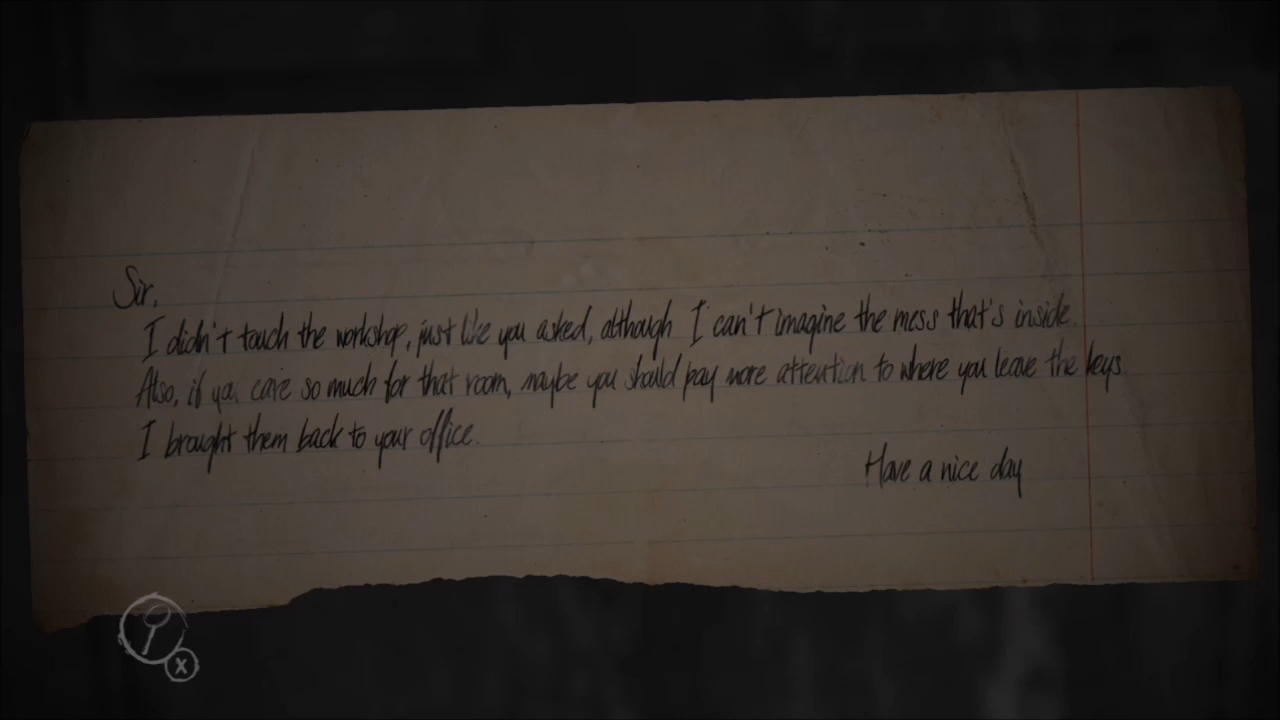 Sir,
I didn't touch the workshop, just like you asked, although I can't imagine the mess that's inside.
Also, if you care so much for that room, maybe you should pay more attention to where you leave the keys.
I brought them back to your office.
Have a nice day
X